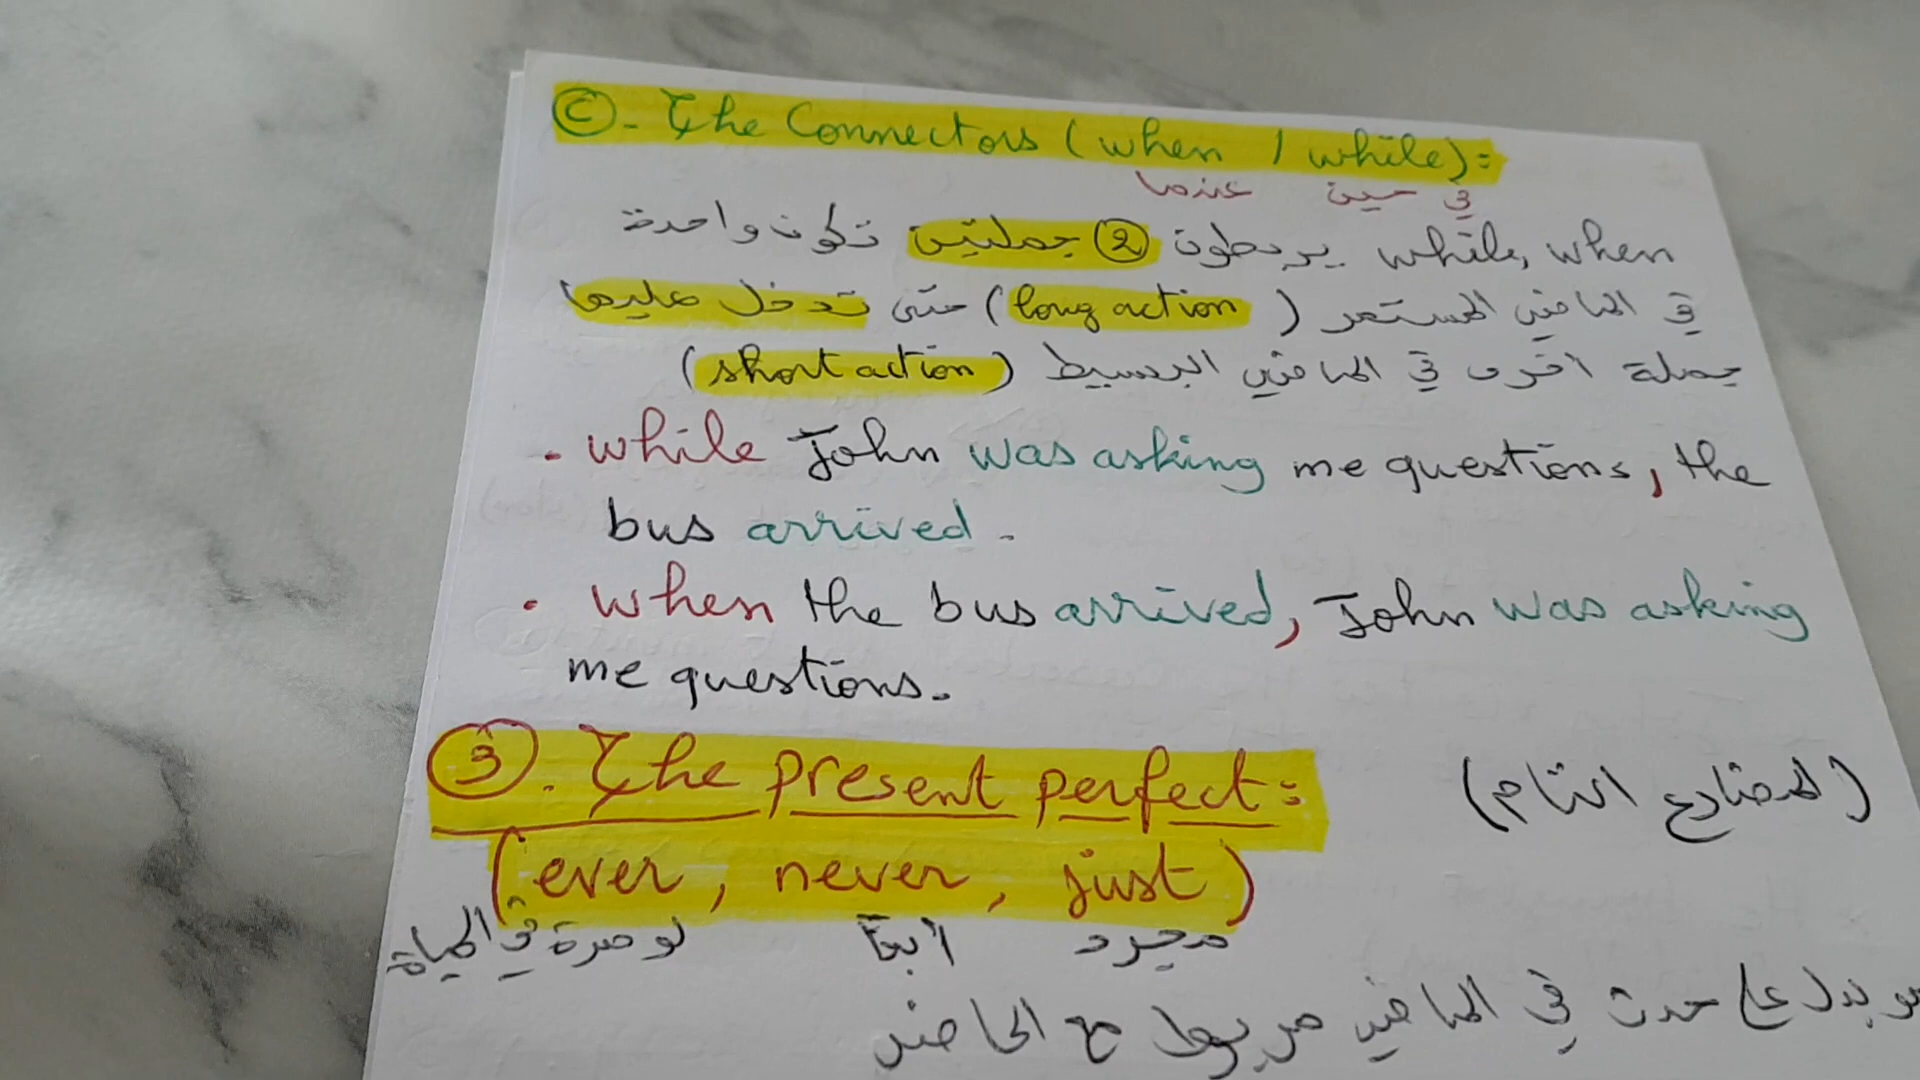 C. The Connectors (when / while):
عندما في حين
while, when يربطون 2 جملتين تكون واحدة
في الماضي المستمر (long action) حتى تدخل عليها
جملة أخرى في الماضي البسيط (short action)
. while John was asking me questions, the
bus arrived.
. when the bus arrived, John was asking
me questions.
3. The present perfect: (المضارع التام)
(ever, never, just)
لو مرة في الحياة أبداً مجرد
هو يدل على حدث في الماضي مربوط مع الحاضر